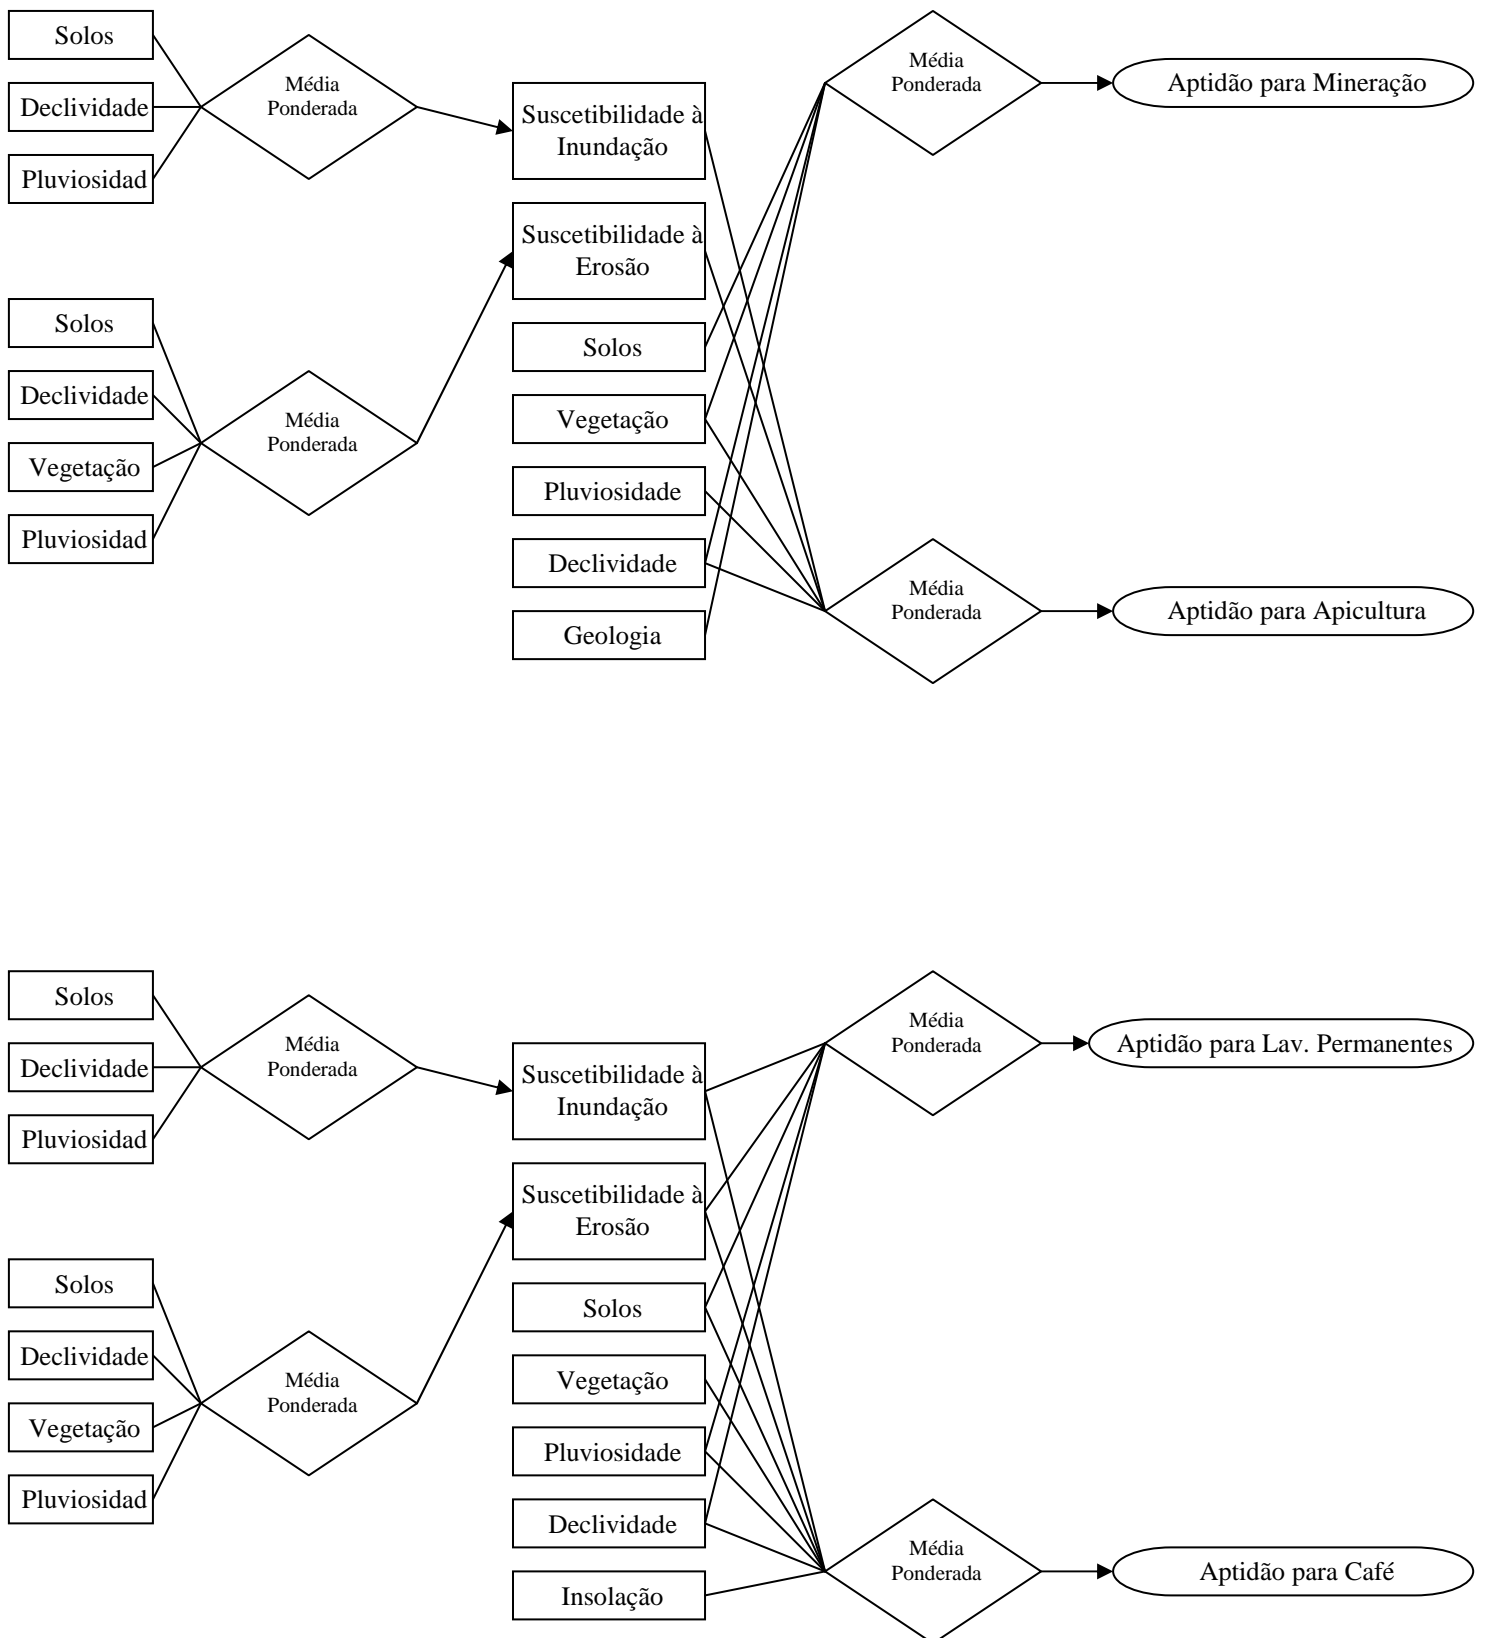 Solos
Declividade
Pluviosidad
Média
Ponderada
Solos
Declividade
Vegetação
Pluviosidad
Média
Ponderada
Suscetibilidade à
Inundação
Suscetibilidade à
Erosão
Solos
Vegetação
Pluviosidade
Declividade
Geologia
Média
Ponderada
Aptidão para Mineração
Média
Ponderada
Aptidão para Apicultura
Solos
Declividade
Pluviosidad
Média
Ponderada
Solos
Declividade
Vegetação
Pluviosidad
Média
Ponderada
Suscetibilidade à
Inundação
Suscetibilidade à
Erosão
Solos
Vegetação
Pluviosidade
Declividade
Insolação
Média
Ponderada
Aptidão para Lav. Permanentes
Média
Ponderada
Aptidão para Café